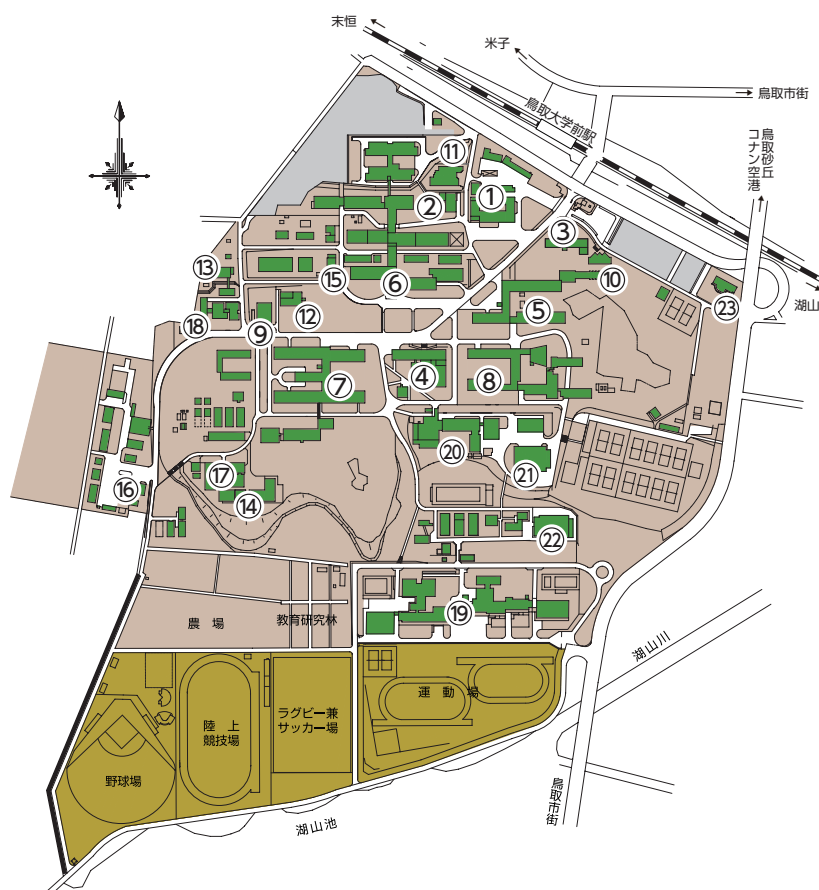 末恒
米子
鳥取市街
鳥取大学前駅
鳥取砂丘
コナン空港
⑪
①
②
③
⑬
⑮
⑥
⑩
㉓
湖山
⑱
⑨
⑫
⑤
⑦
④
⑧
⑳
㉑
⑰
⑯
⑭
㉒
⑲
農場
教育研究林
湖山川
陸上
競技場
ラグビー兼
サッカー場
運動場
野球場
鳥取市街
湖山池